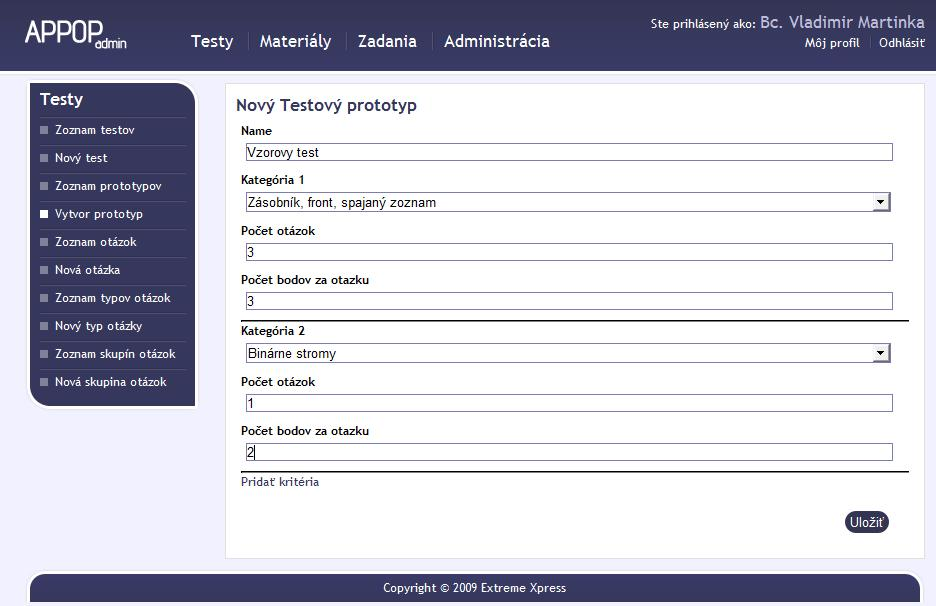 APPOP admin
Testy Materiály Zadania Administrácia
Ste prihlásený ako: Bc. Vladimir Martinka
Môj profil Odhlásiť
Testy
Zoznam testov
Nový test
Zoznam prototypov
Vytvor prototyp
Zoznam otázok
Nová otázka
Zoznam typov otázok
Nový typ otázky
Zoznam skupín otázok
Nová skupina otázok
Nový Testový prototyp
Name
Vzorovy test
Kategória 1
Zásobník, front, spajaný zoznam
Počet otázok
3
Počet bodov za otazku
3
Kategória 2
Binárne stromy
Počet otázok
1
Počet bodov za otazku
2
Pridať kritéria
Uložiť
Copyright © 2009 Extreme Xpress